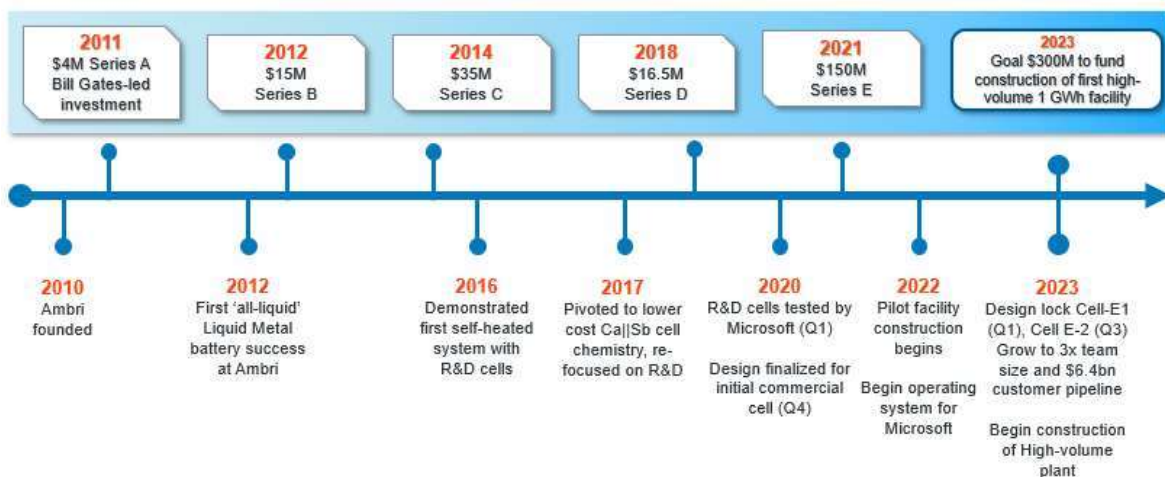 2011
$4M Series A
Bill Gates-led
investment
2012
$15M
Series B
2014
$35M
Series C
2018
$16.5M
Series D
2021
$150M
Series E
2023
Goal $300M to fund
construction of first high-
volume 1 GWh facility
2010
Ambri
founded
2012
First ‘all-liquid’
Liquid Metal
battery success
at Ambri
2016
Demonstrated
first self-heated
system with
R&D cells
2017
Pivoted to lower
cost Ca||Sb cell
chemistry, re-
focused on R&D
2020
R&D cells tested by
Microsoft (Q1)
Design finalized for
initial commercial
cell (Q4)
2022
Pilot facility
construction
begins
Begin operating
system for
Microsoft
2023
Design lock Cell-E1
(Q1), Cell E-2 (Q3)
Grow to 3x team
size and $6.4bn
customer pipeline
Begin construction
of High-volume
plant